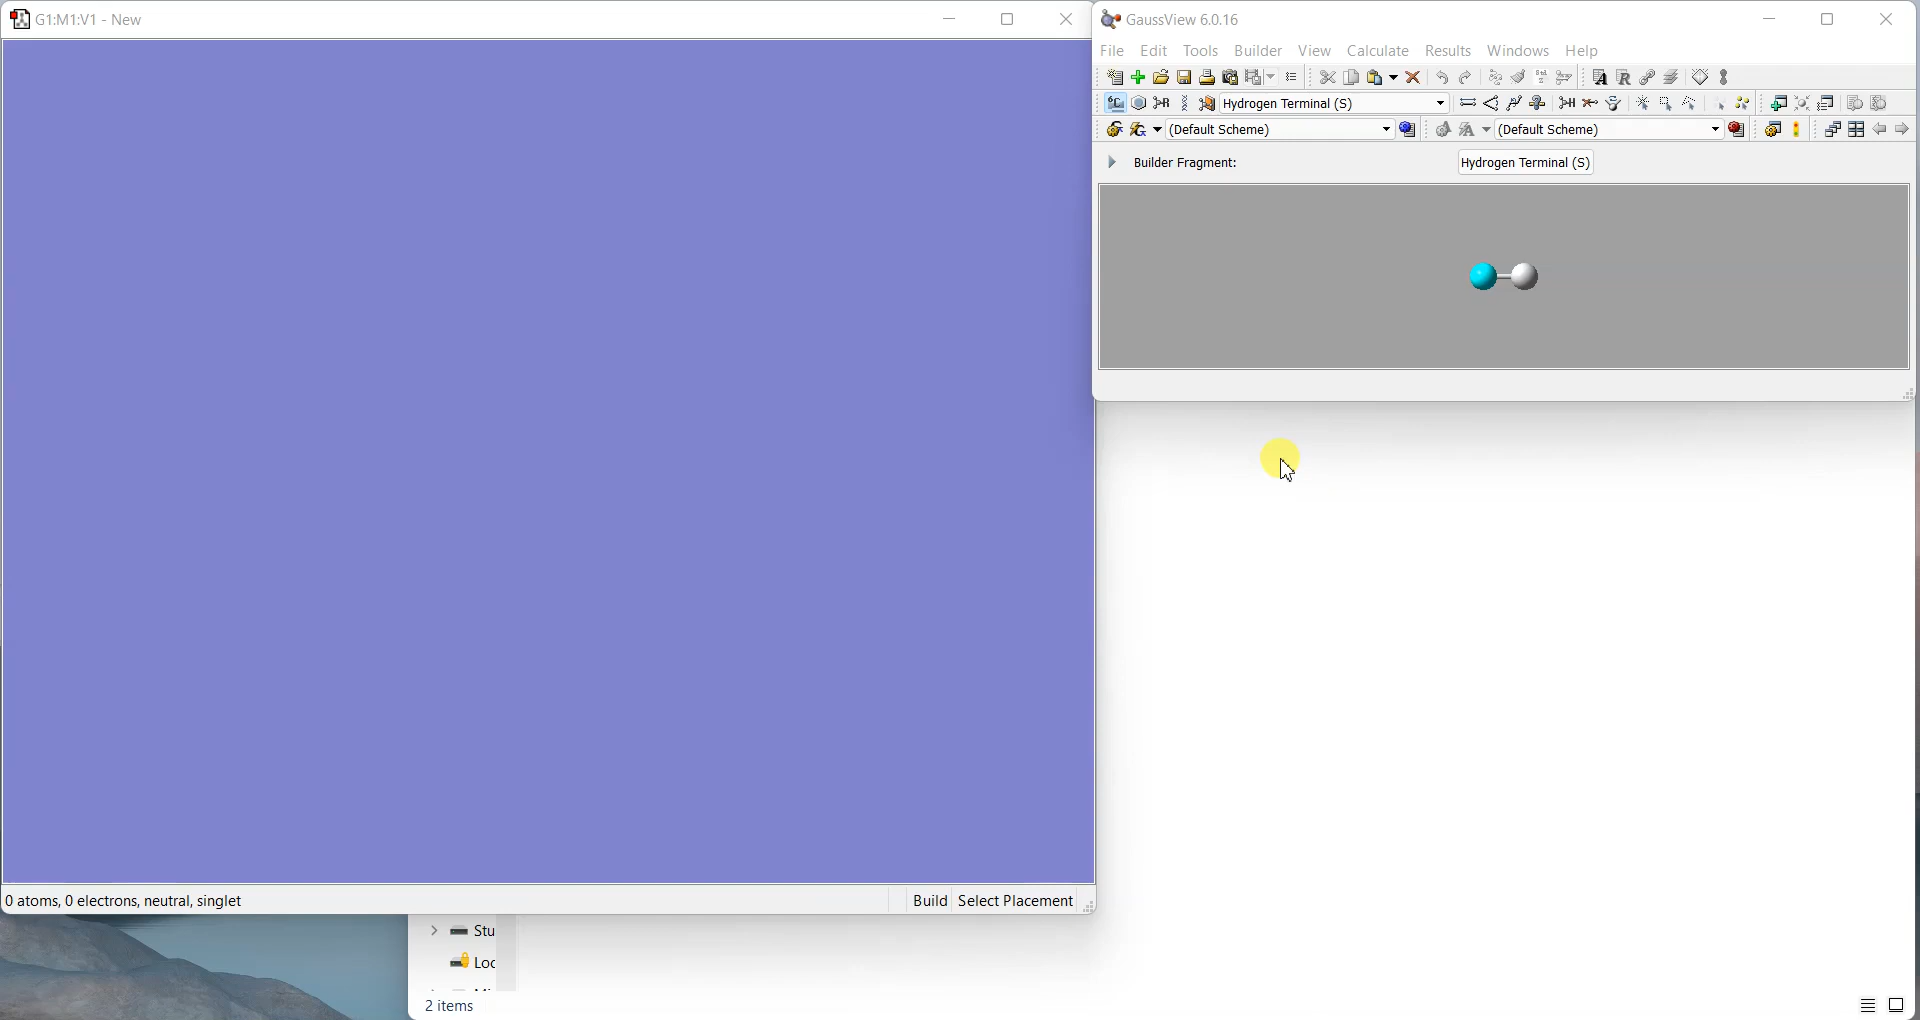 G1:M1:V1 - New
GaussView 6.0.16
File Edit Tools Builder View Calculate Results Windows Help
Hydrogen Terminal (S)
(Default Scheme) (Default Scheme)
Builder Fragment: Hydrogen Terminal (S)
0 atoms, 0 electrons, neutral, singlet Build Select Placement
Stu
Loc
2 items